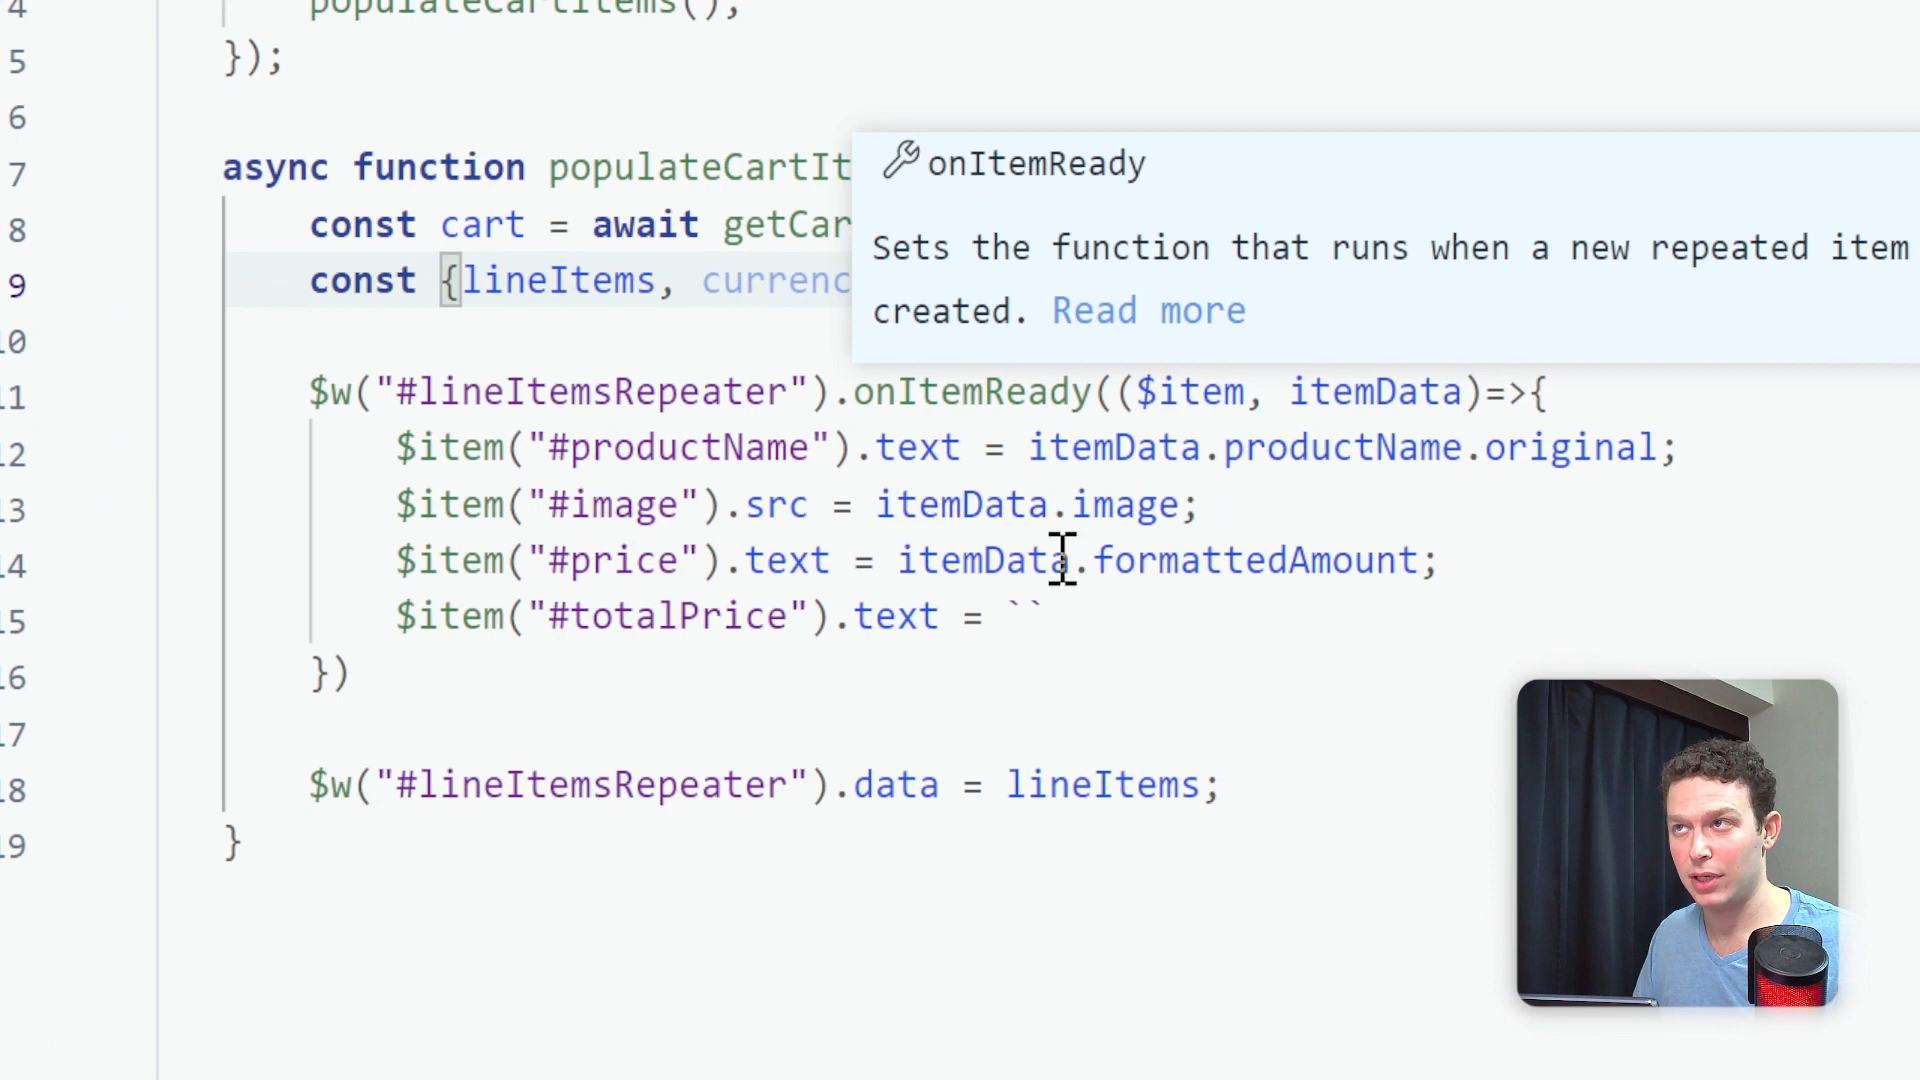 4 populateCartItems();
5 });
6
7 async function populateCartIt
8 const cart = await getCar
9 const {lineItems, currenc
onItemReady
Sets the function that runs when a new repeated item
created. Read more
10
11 $w("#lineItemsRepeater").onItemReady(($item, itemData)=>{
12 $item("#productName").text = itemData.productName.original;
13 $item("#image").src = itemData.image;
14 $item("#price").text = itemData.formattedAmount;
15 $item("#totalPrice").text = ``
16 })
17
18 $w("#lineItemsRepeater").data = lineItems;
19 }